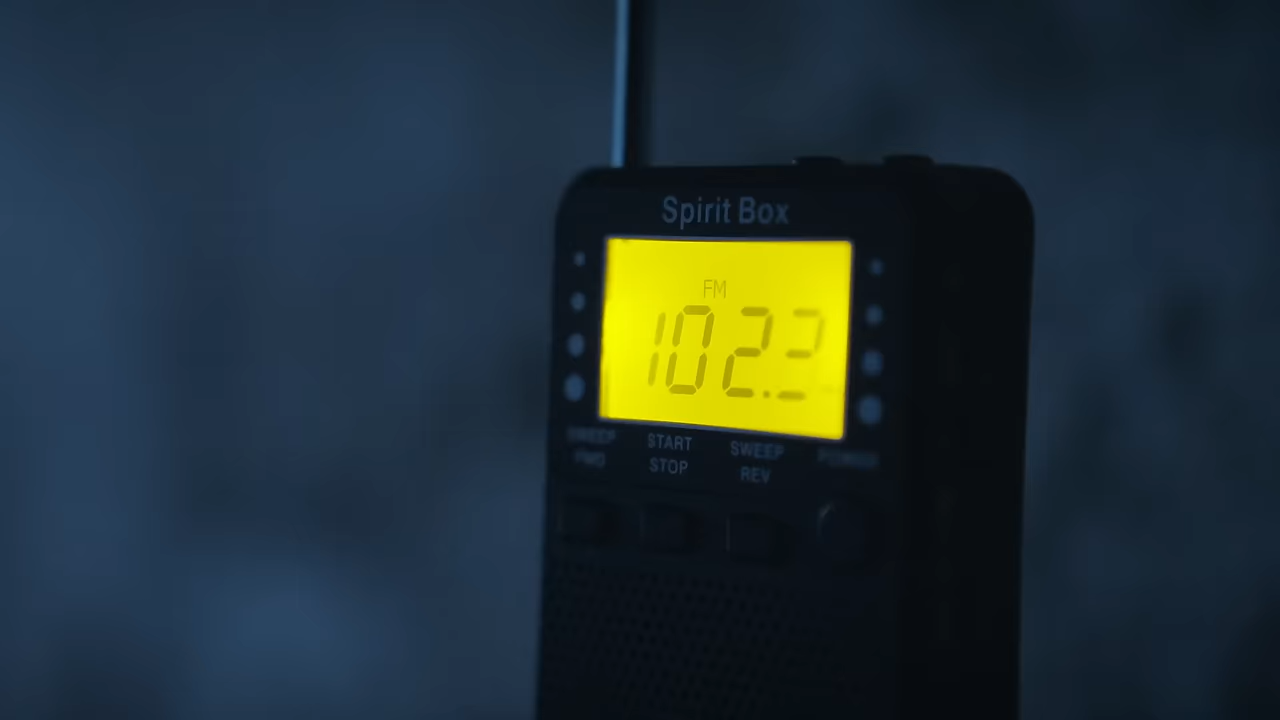 Spirit Box
FM
102.2
SWEEP START SWEEP POWER
FWD STOP REV